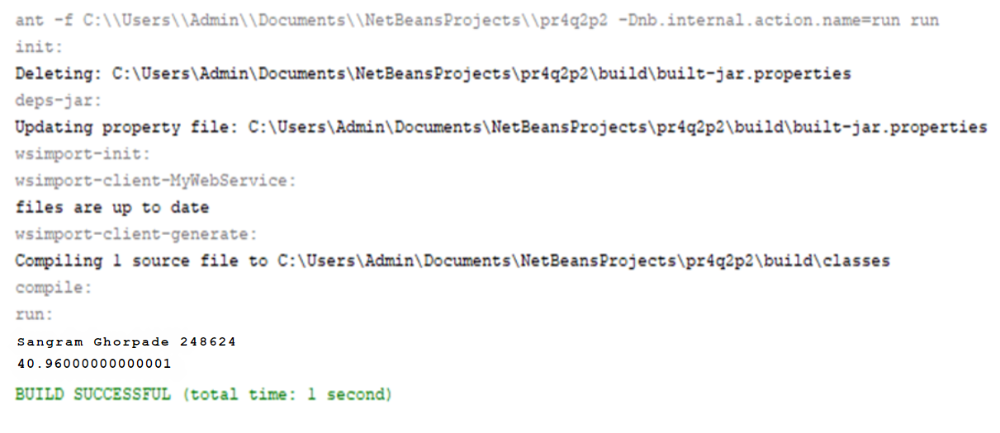 ant -f C:\\Users\\Admin\\Documents\\NetBeansProjects\\pr4q2p2 -Dnb.internal.action.name=run run
init:
Deleting: C:\Users\Admin\Documents\NetBeansProjects\pr4q2p2\build\built-jar.properties
deps-jar:
Updating property file: C:\Users\Admin\Documents\NetBeansProjects\pr4q2p2\build\built-jar.properties
wsimport-init:
wsimport-client-MyWebService:
files are up to date
wsimport-client-generate:
Compiling 1 source file to C:\Users\Admin\Documents\NetBeansProjects\pr4q2p2\build\classes
compile:
run:
Sangram Ghorpade 248624
40.96000000000001
BUILD SUCCESSFUL (total time: 1 second)